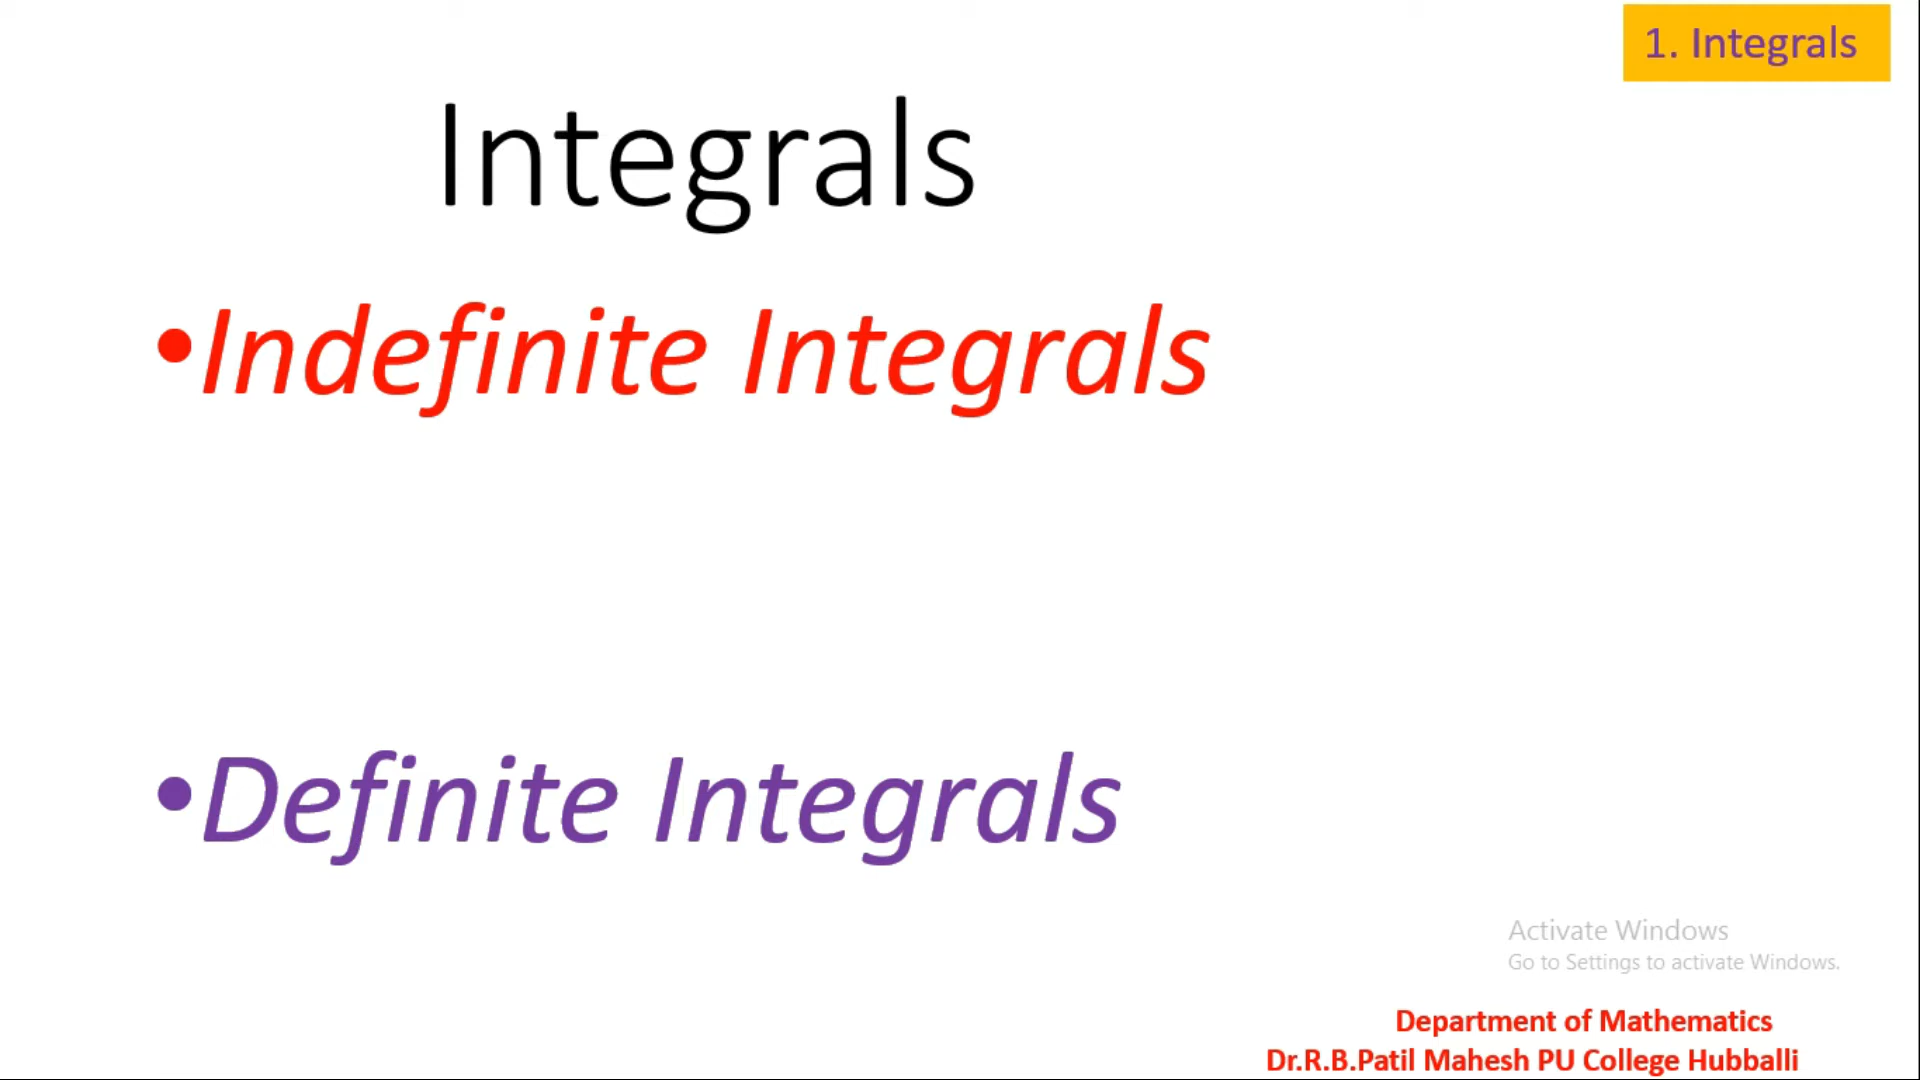 1. Integrals
Integrals
•Indefinite Integrals
•Definite Integrals
Activate Windows
Go to Settings to activate Windows.
Department of Mathematics
Dr.R.B.Patil Mahesh PU College Hubballi